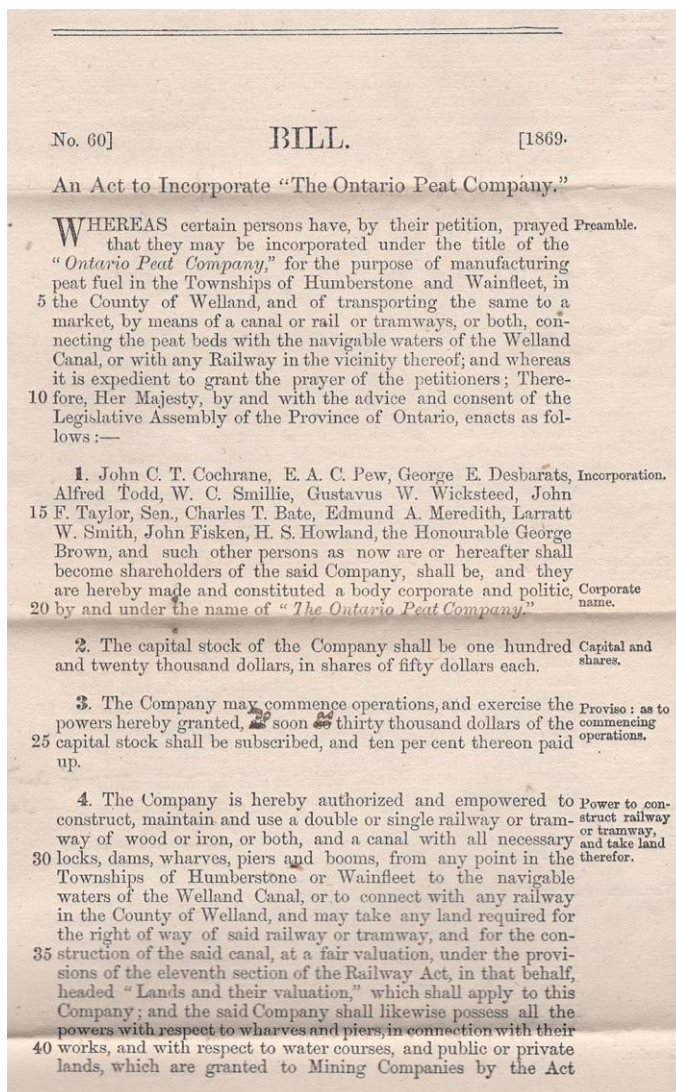 No. 60] BILL. [1869.
An Act to Incorporate "The Ontario Peat Company."
WHEREAS certain persons have, by their petition, prayed Preamble.
that they may be incorporated under the title of the
"Ontario Peat Company," for the purpose of manufacturing
peat fuel in the Townships of Humberstone and Wainfleet, in
5 the County of Welland, and of transporting the same to a
market, by means of a canal or rail or tramways, or both, con-
necting the peat beds with the navigable waters of the Welland
Canal, or with any Railway in the vicinity thereof; and whereas
it is expedient to grant the prayer of the petitioners; There-
10 fore, Her Majesty, by and with the advice and consent of the
Legislative Assembly of the Province of Ontario, enacts as fol-
lows :—
1. John C. T. Cochrane, E. A. C. Pew, George E. Desbarats, Incorporation.
Alfred Todd, W. C. Smillie, Gustavus W. Wicksteed, John
15 F. Taylor, Sen., Charles T. Bate, Edmund A. Meredith, Larratt
W. Smith, John Fisken, H. S. Howland, the Honourable George
Brown, and such other persons as now are or hereafter shall
become shareholders of the said Company, shall be, and they
are hereby made and constituted a body corporate and politic, Corporate
20 by and under the name of "The Ontario Peat Company." name.
2. The capital stock of the Company shall be one hundred Capital and
and twenty thousand dollars, in shares of fifty dollars each. shares.
3. The Company may commence operations, and exercise the Proviso : as to
powers hereby granted, soon thirty thousand dollars of the commencing
25 capital stock shall be subscribed, and ten per cent thereon paid operations.
up.
4. The Company is hereby authorized and empowered to Power to con-
construct, maintain and use a double or single railway or tram- struct railway
way of wood or iron, or both, and a canal with all necessary or tramway, and take land
30 locks, dams, wharves, piers and booms, from any point in the therefor.
Townships of Humberstone or Wainfleet to the navigable
waters of the Welland Canal, or to connect with any railway
in the County of Welland, and may take any land required for
the right of way of said railway or tramway, and for the con-
35 struction of the said canal, at a fair valuation, under the provi-
sions of the eleventh section of the Railway Act, in that behalf,
headed "Lands and their valuation," which shall apply to this
Company; and the said Company shall likewise possess all the
powers with respect to wharves and piers, in connection with their
40 works, and with respect to water courses, and public or private
lands, which are granted to Mining Companies by the Act